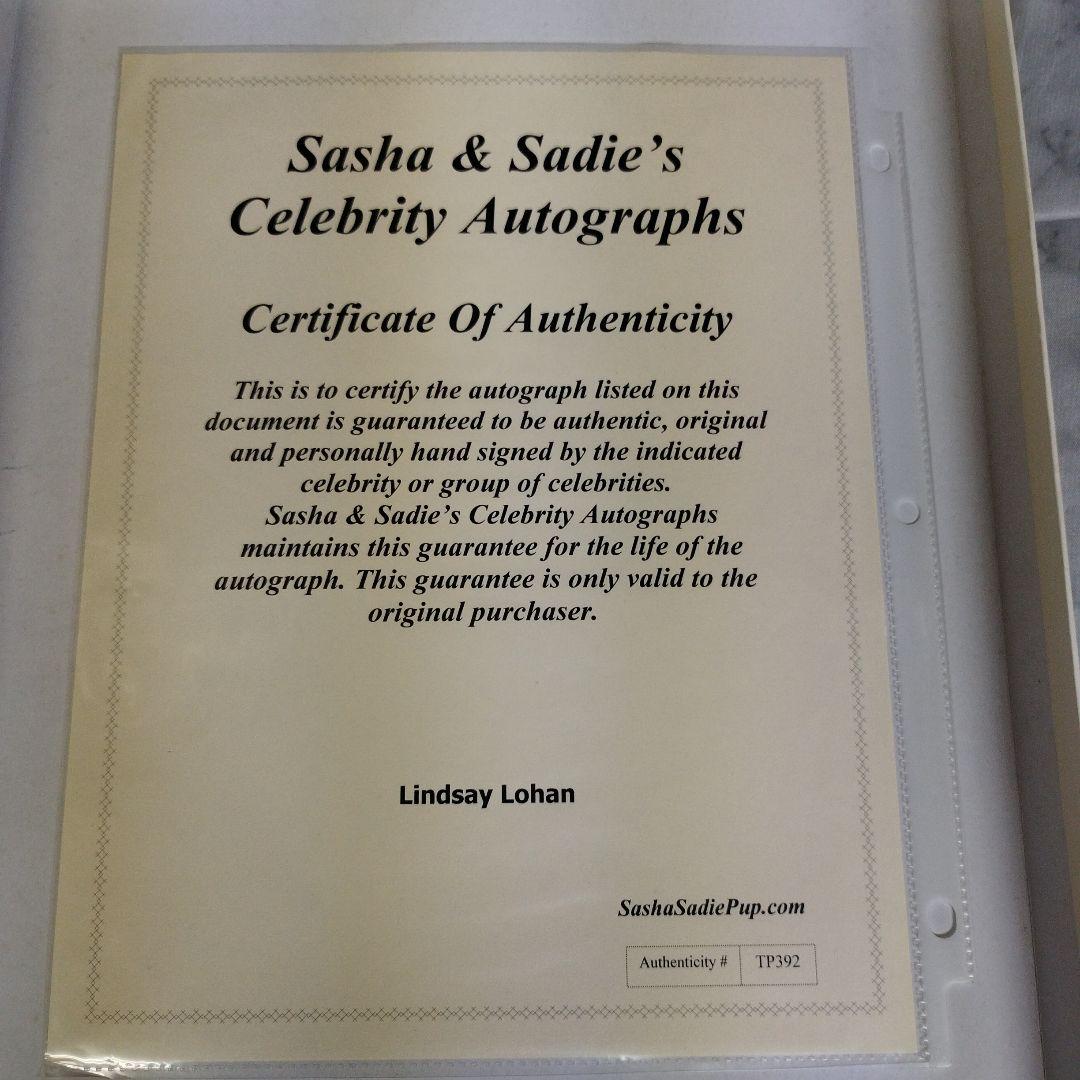 Sasha & Sadie's
Celebrity Autographs
Certificate Of Authenticity
This is to certify the autograph listed on this
document is guaranteed to be authentic, original
and personally hand signed by the indicated
celebrity or group of celebrities.
Sasha & Sadie's Celebrity Autographs
maintains this guarantee for the life of the
autograph. This guarantee is only valid to the
original purchaser.
Lindsay Lohan
SashaSadiePup.com
Authenticity # TP392